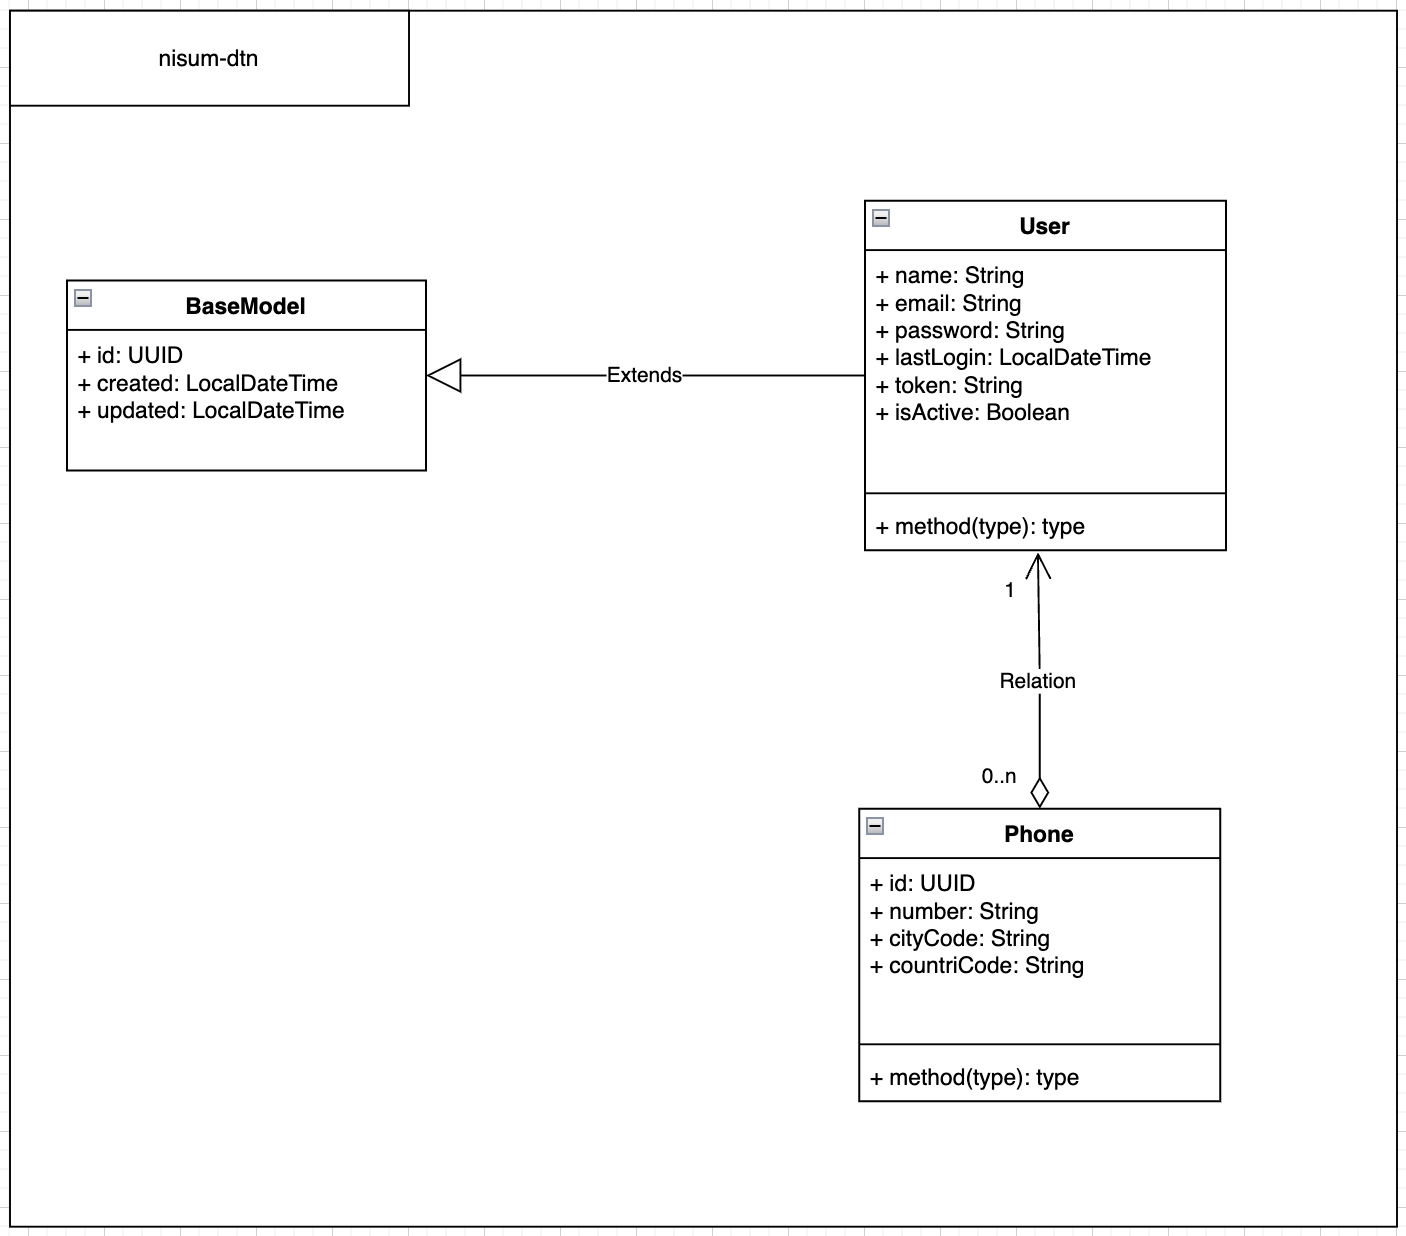 nisum-dtn
BaseModel
+ id: UUID
+ created: LocalDateTime
+ updated: LocalDateTime
Extends
User
+ name: String
+ email: String
+ password: String
+ lastLogin: LocalDateTime
+ token: String
+ isActive: Boolean
+ method(type): type
1
Relation
0..n
Phone
+ id: UUID
+ number: String
+ cityCode: String
+ countriCode: String
+ method(type): type